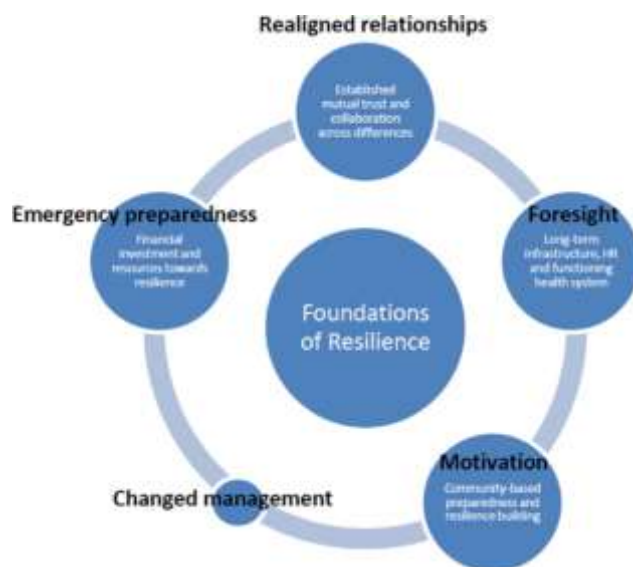 Realigned relationships
Established
mutual trust and
collaboration
across differences
Emergency preparedness
Financial
investment and
resources towards
resilience
Foresight
Long-term
infrastructure, HR
and functioning
health system
Foundations
of Resilience
Motivation
Community-based
preparedness and
resilience building
Changed management